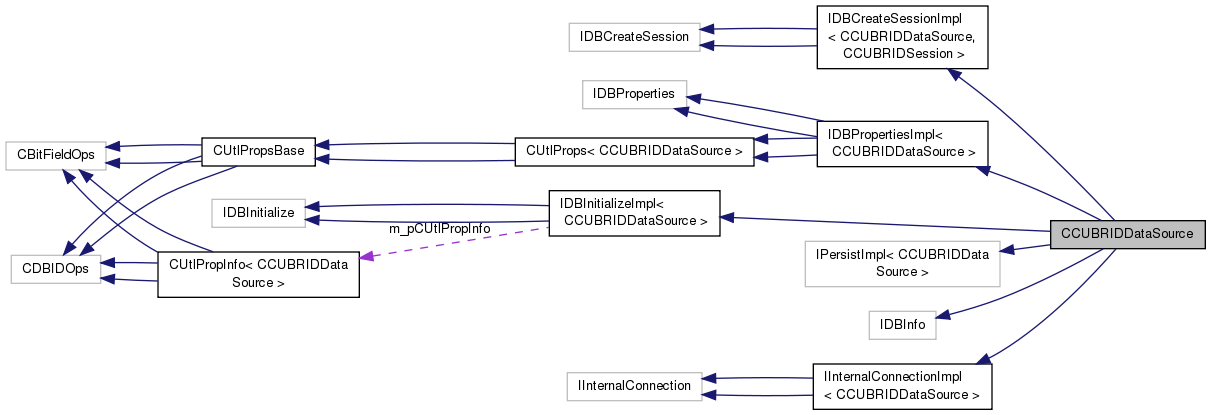 IDBCreateSessionImpl
< CCUBRIDDataSource,
CCUBRIDSession >
IDBCreateSession
IDBProperties
IDBPropertiesImpl<
CCUBRIDDataSource >
CUtlProps< CCUBRIDDataSource >
CUtlPropsBase
CBitFieldOps
IDBInitializeImpl<
CCUBRIDDataSource >
IDBInitialize
m_pCUtlPropInfo
CCUBRIDDataSource
IPersistImpl< CCUBRIDData
Source >
CDBIDOps
CUtlPropInfo< CCUBRIDData
Source >
IDBInfo
IInternalConnectionImpl
< CCUBRIDDataSource >
IInternalConnection